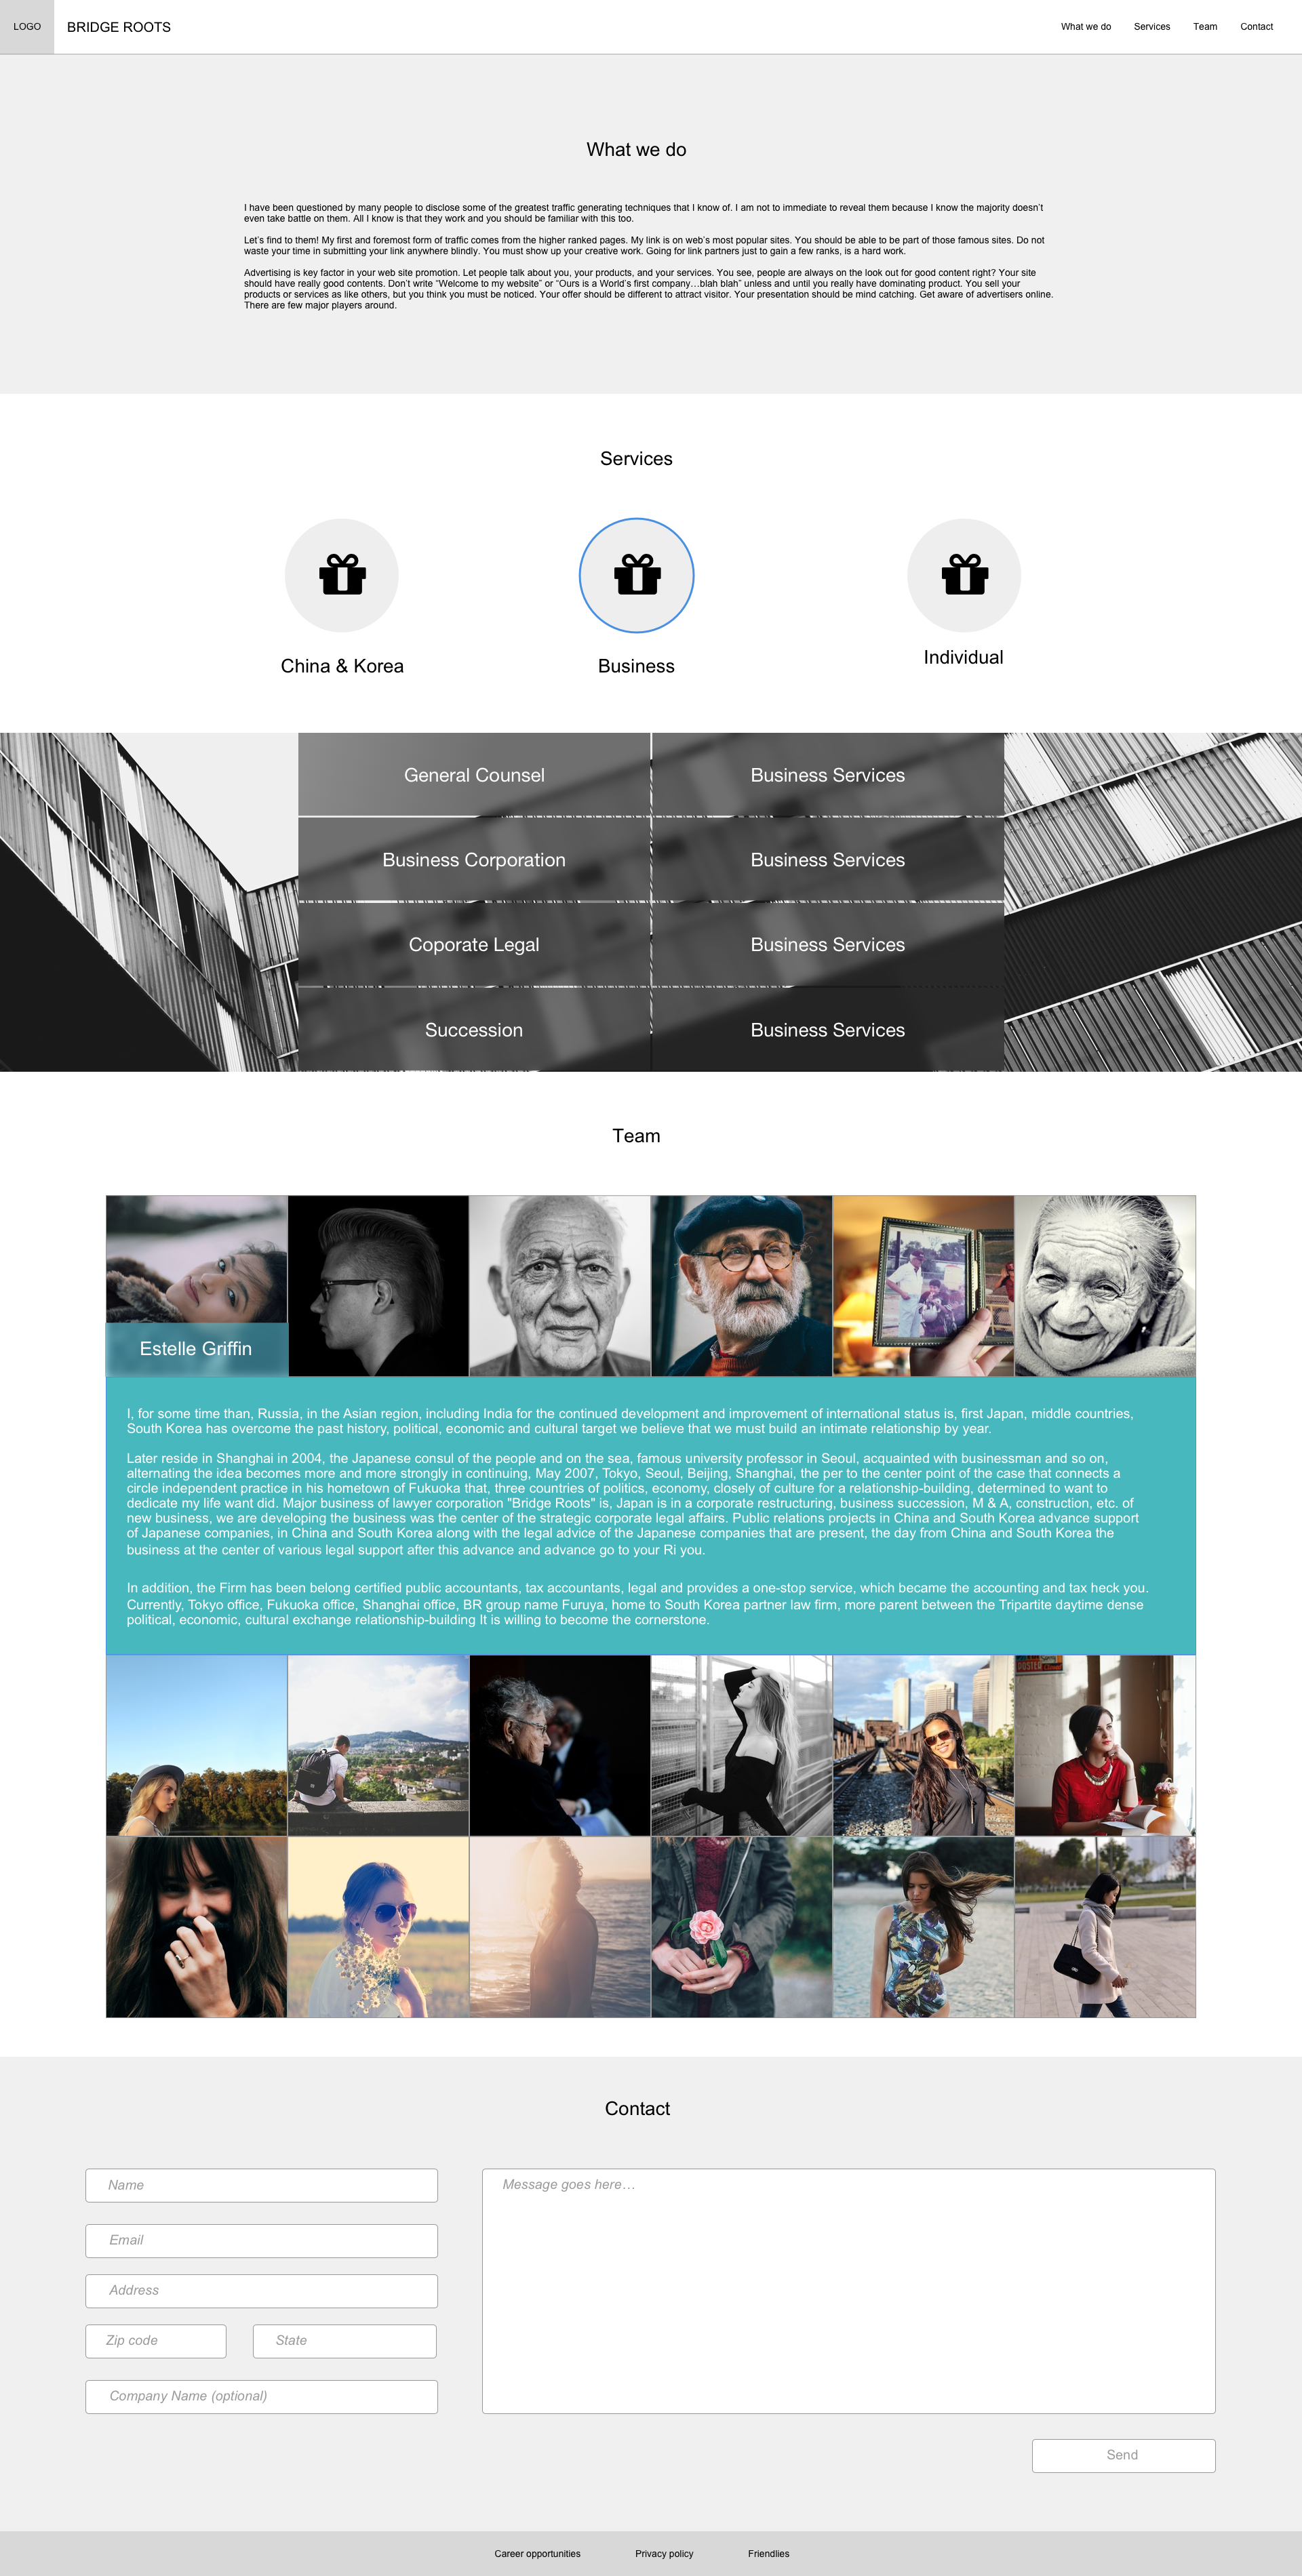 LOGO
BRIDGE ROOTS
What we do
Services
Team
Contact
What we do
I have been questioned by many people to disclose some of the greatest traffic generating techniques that I know of. I am not to immediate to reveal them because I know the majority doesn't
even take battle on them. All I know is that they work and you should be familiar with this too.
Let's find to them! My first and foremost form of traffic comes from the higher ranked pages. My link is on web's most popular sites. You should be able to be part of those famous sites. Do not
waste your time in submitting your link anywhere blindly. You must show up your creative work. Going for link partners just to gain a few ranks, is a hard work.
Advertising is key factor in your web site promotion. Let people talk about you, your products, and your services. You see, people are always on the look out for good content right? Your site
should have really good contents. Don't write “Welcome to my website” or “Ours is a World's first company…blah blah” unless and until you really have dominating product. You sell your
products or services as like others, but you think you must be noticed. Your offer should be different to attract visitor. Your presentation should be mind catching. Get aware of advertisers online.
There are few major players around.
Services
China & Korea
Business
Individual
General Counsel
Business Services
Business Corporation
Business Services
Coporate Legal
Business Services
Succession
Business Services
Team
Estelle Griffin
I, for some time than, Russia, in the Asian region, including India for the continued development and improvement of international status is, first Japan, middle countries,
South Korea has overcome the past history, political, economic and cultural target we believe that we must build an intimate relationship by year.
Later reside in Shanghai in 2004, the Japanese consul of the people and on the sea, famous university professor in Seoul, acquainted with businessman and so on,
alternating the idea becomes more and more strongly in continuing, May 2007, Tokyo, Seoul, Beijing, Shanghai, the per to the center point of the case that connects a
circle independent practice in his hometown of Fukuoka that, three countries of politics, economy, closely of culture for a relationship-building, determined to want to
dedicate my life want did. Major business of lawyer corporation "Bridge Roots" is, Japan is in a corporate restructuring, business succession, M & A, construction, etc. of
new business, we are developing the business was the center of the strategic corporate legal affairs. Public relations projects in China and South Korea advance support
of Japanese companies, in China and South Korea along with the legal advice of the Japanese companies that are present, the day from China and South Korea the
business at the center of various legal support after this advance and advance go to your Ri you.
In addition, the Firm has been belong certified public accountants, tax accountants, legal and provides a one-stop service, which became the accounting and tax heck you.
Currently, Tokyo office, Fukuoka office, Shanghai office, BR group name Furuya, home to South Korea partner law firm, more parent between the Tripartite daytime dense
political, economic, cultural exchange relationship-building It is willing to become the cornerstone.
POSTER
Contact
Name
Message goes here…
Email
Address
Zip code
State
Company Name (optional)
Send
Career opportunities
Privacy policy
Friendlies